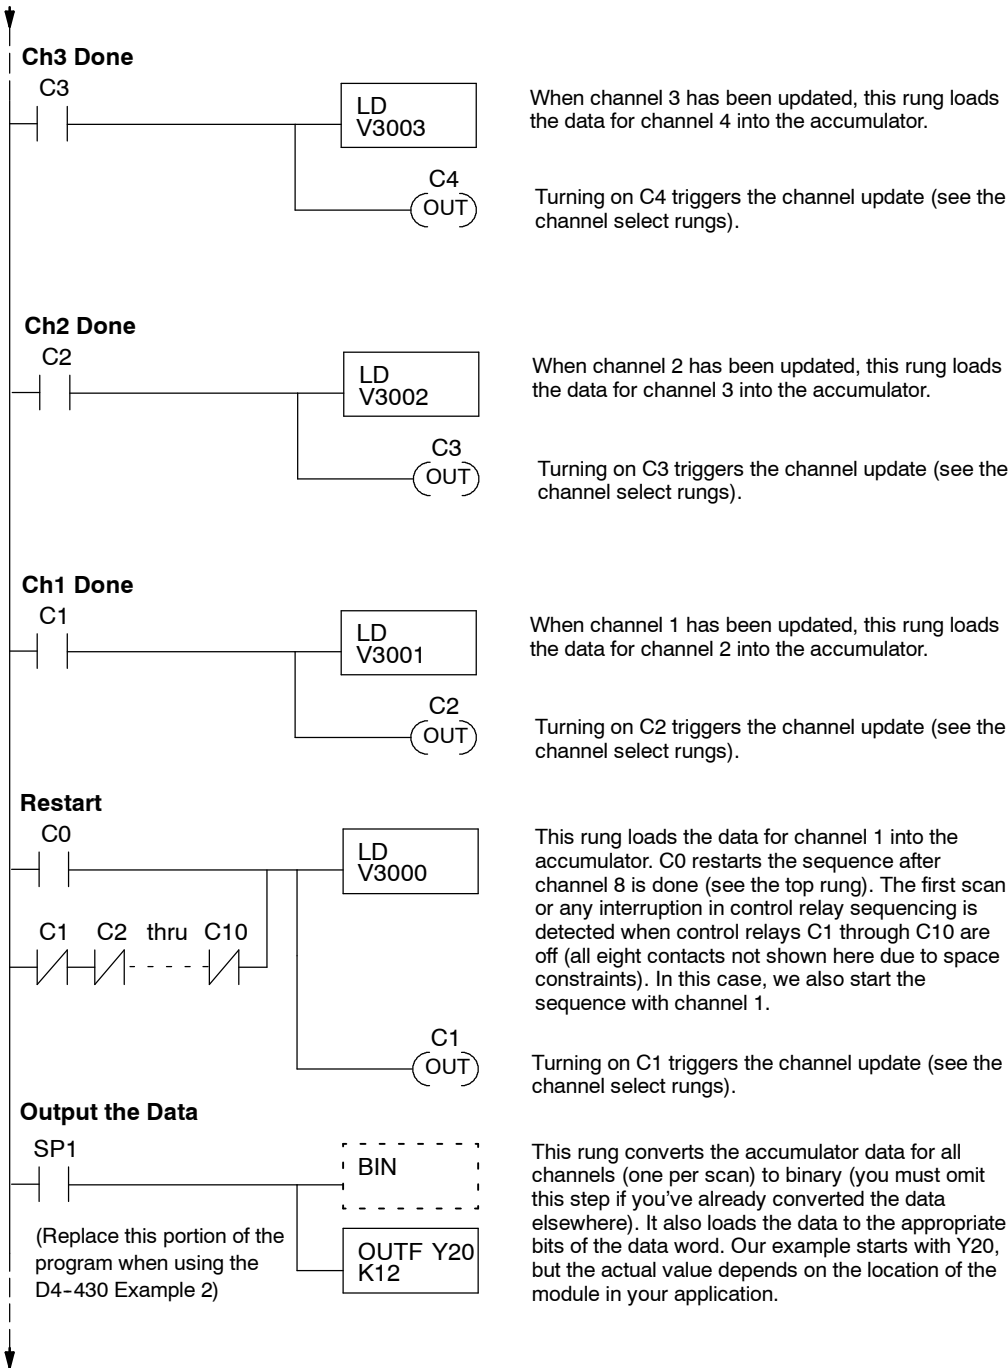 Ch3 Done
C3
LD
V3003
When channel 3 has been updated, this rung loads
the data for channel 4 into the accumulator.
C4
OUT
Turning on C4 triggers the channel update (see the
channel select rungs).
Ch2 Done
C2
LD
V3002
When channel 2 has been updated, this rung loads
the data for channel 3 into the accumulator.
C3
OUT
Turning on C3 triggers the channel update (see the
channel select rungs).
Ch1 Done
C1
LD
V3001
When channel 1 has been updated, this rung loads
the data for channel 2 into the accumulator.
C2
OUT
Turning on C2 triggers the channel update (see the
channel select rungs).
Restart
C0
LD
V3000
C1 C2 thru C10
This rung loads the data for channel 1 into the
accumulator. C0 restarts the sequence after
channel 8 is done (see the top rung). The first scan
or any interruption in control relay sequencing is
detected when control relays C1 through C10 are
off (all eight contacts not shown here due to space
constraints). In this case, we also start the
sequence with channel 1.
C1
OUT
Turning on C1 triggers the channel update (see the
channel select rungs).
Output the Data
SP1
BIN
(Replace this portion of the
program when using the
D4-430 Example 2)
OUTF Y20
K12
This rung converts the accumulator data for all
channels (one per scan) to binary (you must omit
this step if you've already converted the data
elsewhere). It also loads the data to the appropriate
bits of the data word. Our example starts with Y20,
but the actual value depends on the location of the
module in your application.